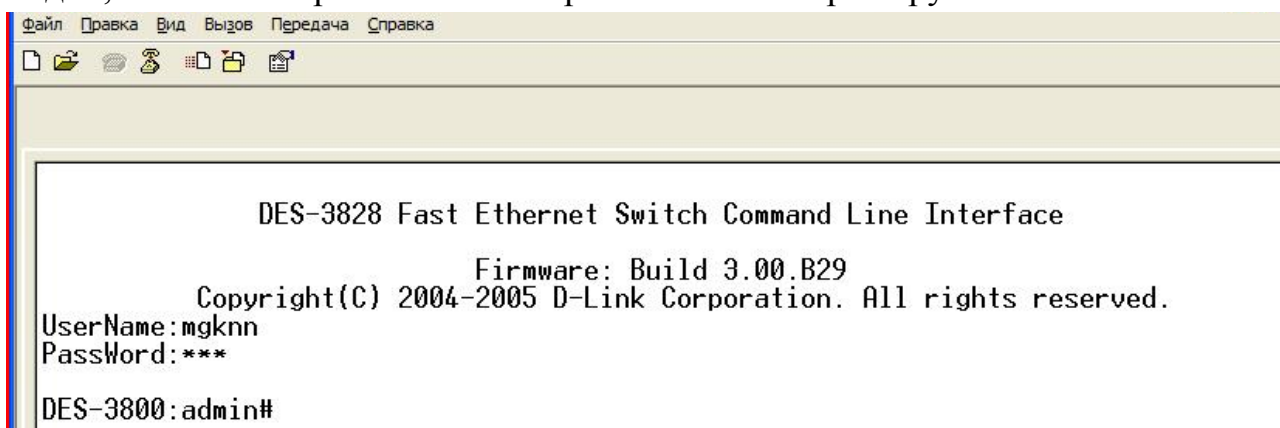 Файл Правка Вид Вызов Передача Справка
DES-3828 Fast Ethernet Switch Command Line Interface
Firmware: Build 3.00.B29
Copyright(C) 2004-2005 D-Link Corporation. All rights reserved.
UserName:mgknn
PassWord:***
DES-3800:admin#